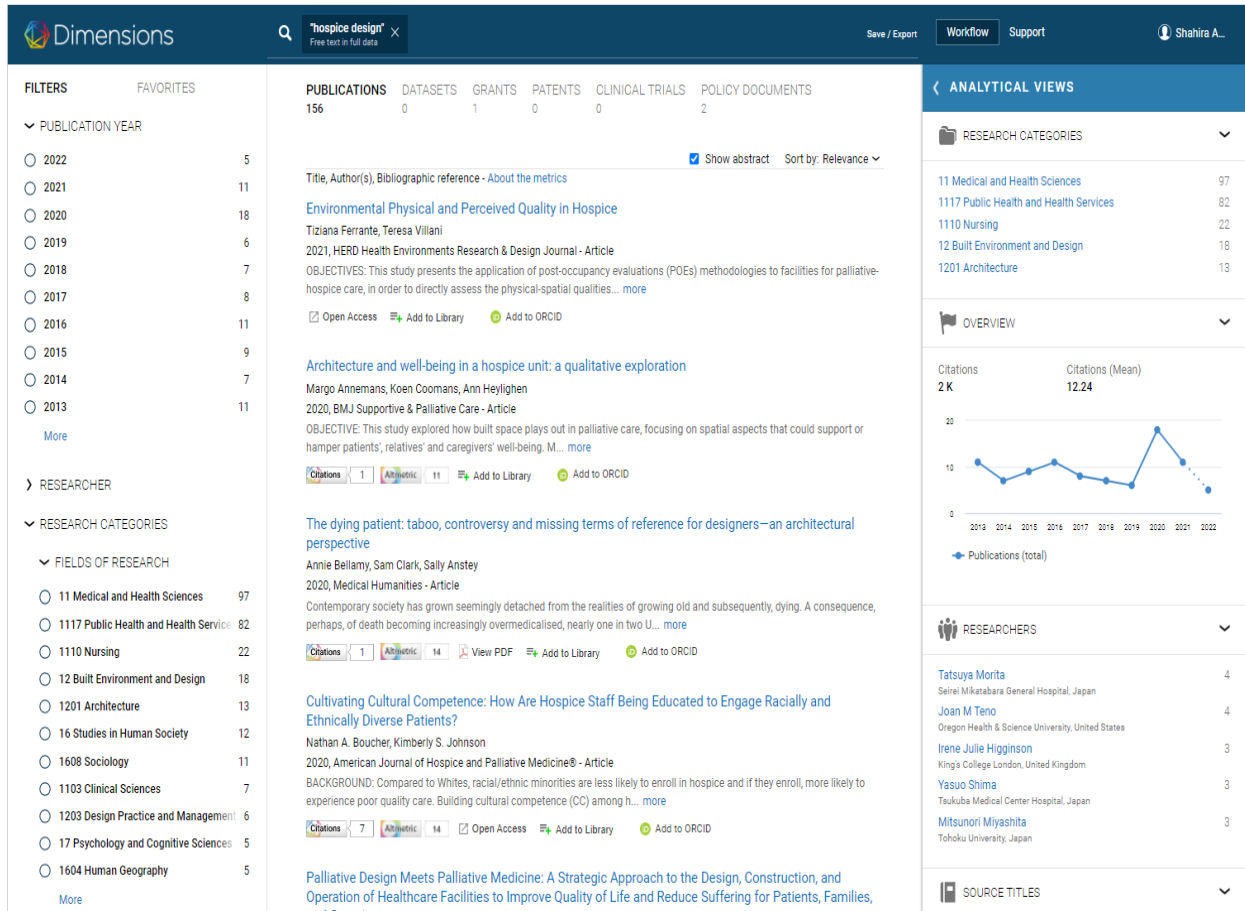 Dimensions
"hospice design"
Free text in full data
Save / Export
Workflow
Support
Shahira A...
FILTERS
FAVORITES
PUBLICATION YEAR
2022 5
2021 11
2020 18
2019 6
2018 7
2017 8
2016 11
2015 9
2014 7
2013 11
More
RESEARCHER
RESEARCH CATEGORIES
FIELDS OF RESEARCH
11 Medical and Health Sciences 97
1117 Public Health and Health Service 82
1110 Nursing 22
12 Built Environment and Design 18
1201 Architecture 13
16 Studies in Human Society 12
1608 Sociology 11
1103 Clinical Sciences 7
1203 Design Practice and Management 6
17 Psychology and Cognitive Sciences 5
1604 Human Geography 5
More
PUBLICATIONS DATASETS GRANTS PATENTS CLINICAL TRIALS POLICY DOCUMENTS
156 0 1 0 0 2
Show abstract Sort by: Relevance
Title, Author(s), Bibliographic reference - About the metrics
Environmental Physical and Perceived Quality in Hospice
Tiziana Ferrante, Teresa Villani
2021, HERD Health Environments Research & Design Journal - Article
OBJECTIVES: This study presents the application of post-occupancy evaluations (POEs) methodologies to facilities for palliative-
hospice care, in order to directly assess the physical-spatial qualities... more
Open Access Add to Library Add to ORCID
Architecture and well-being in a hospice unit: a qualitative exploration
Margo Annemans, Koen Coomans, Ann Heylighen
2020, BMJ Supportive & Palliative Care - Article
OBJECTIVE: This study explored how built space plays out in palliative care, focusing on spatial aspects that could support or
hamper patients', relatives' and caregivers' well-being. M... more
Citations 1 Altmetric 11 Add to Library Add to ORCID
The dying patient: taboo, controversy and missing terms of reference for designers—an architectural
perspective
Annie Bellamy, Sam Clark, Sally Anstey
2020, Medical Humanities - Article
Contemporary society has grown seemingly detached from the realities of growing old and subsequently, dying. A consequence,
perhaps, of death becoming increasingly overmedicalised, nearly one in two U... more
Citations 1 Altmetric 14 View PDF Add to Library Add to ORCID
Cultivating Cultural Competence: How Are Hospice Staff Being Educated to Engage Racially and
Ethnically Diverse Patients?
Nathan A. Boucher, Kimberly S. Johnson
2020, American Journal of Hospice and Palliative Medicine® - Article
BACKGROUND: Compared to Whites, racial/ethnic minorities are less likely to enroll in hospice and if they enroll, more likely to
experience poor quality care. Building cultural competence (CC) among h... more
Citations 7 Altmetric 14 Open Access Add to Library Add to ORCID
Palliative Design Meets Palliative Medicine: A Strategic Approach to the Design, Construction, and
Operation of Healthcare Facilities to Improve Quality of Life and Reduce Suffering for Patients, Families,
ANALYTICAL VIEWS
RESEARCH CATEGORIES
11 Medical and Health Sciences 97
1117 Public Health and Health Services 82
1110 Nursing 22
12 Built Environment and Design 18
1201 Architecture 13
OVERVIEW
Citations Citations (Mean)
2 K 12.24
20
10
0
2013 2014 2015 2016 2017 2018 2019 2020 2021 2022
Publications (total)
RESEARCHERS
Tatsuya Morita 4
Seirei Mikatabara General Hospital, Japan
Joan M Teno 4
Oregon Health & Science University, United States
Irene Julie Higginson 3
King's College London, United Kingdom
Yasuo Shima 3
Tsukuba Medical Center Hospital, Japan
Mitsunori Miyashita 3
Tohoku University, Japan
SOURCE TITLES